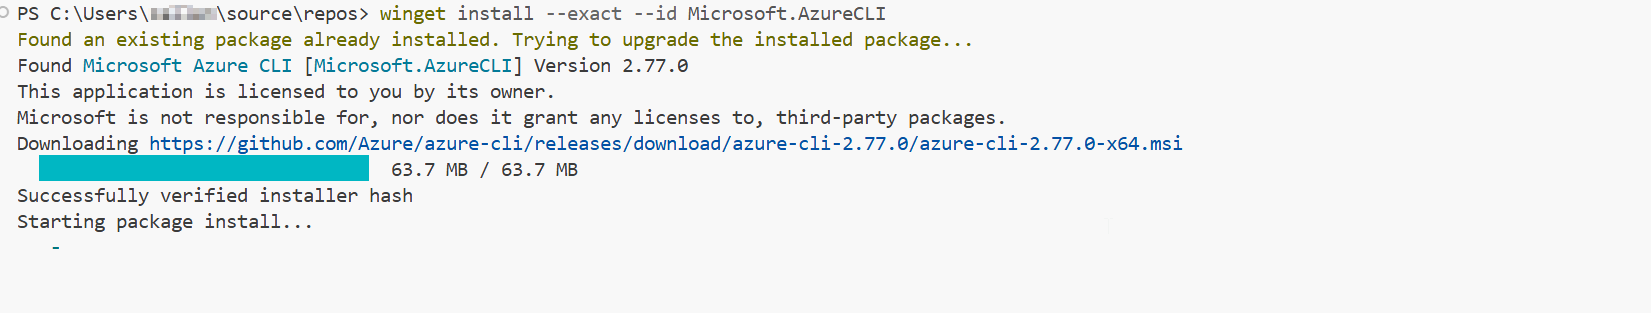 PS C:\Users\\source\repos> winget install --exact --id Microsoft.AzureCLI
Found an existing package already installed. Trying to upgrade the installed package...
Found Microsoft Azure CLI [Microsoft.AzureCLI] Version 2.77.0
This application is licensed to you by its owner.
Microsoft is not responsible for, nor does it grant any licenses to, third-party packages.
Downloading https://github.com/Azure/azure-cli/releases/download/azure-cli-2.77.0/azure-cli-2.77.0-x64.msi
63.7 MB / 63.7 MB
Successfully verified installer hash
Starting package install...
-